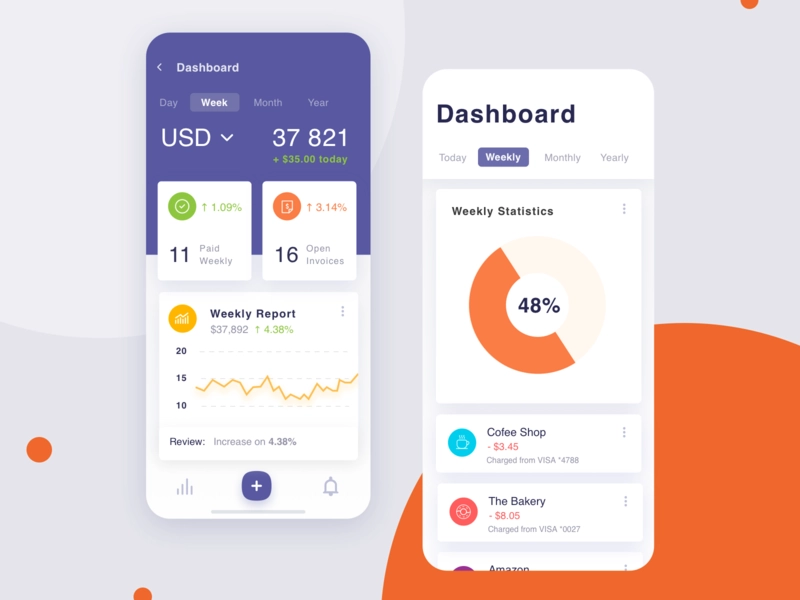 Dashboard
Day Week Month Year
USD 37 821
+ $35.00 today
↑ 1.09%
11 Paid Weekly
↑ 3.14%
16 Open Invoices
Weekly Report
$37,892 ↑ 4.38%
20
15
10
Review: Increase on 4.38%
Dashboard
Today Weekly Monthly Yearly
Weekly Statistics
48%
Cofee Shop
- $3.45
Charged from VISA *4788
The Bakery
- $8.05
Charged from VISA *0027
Amazon